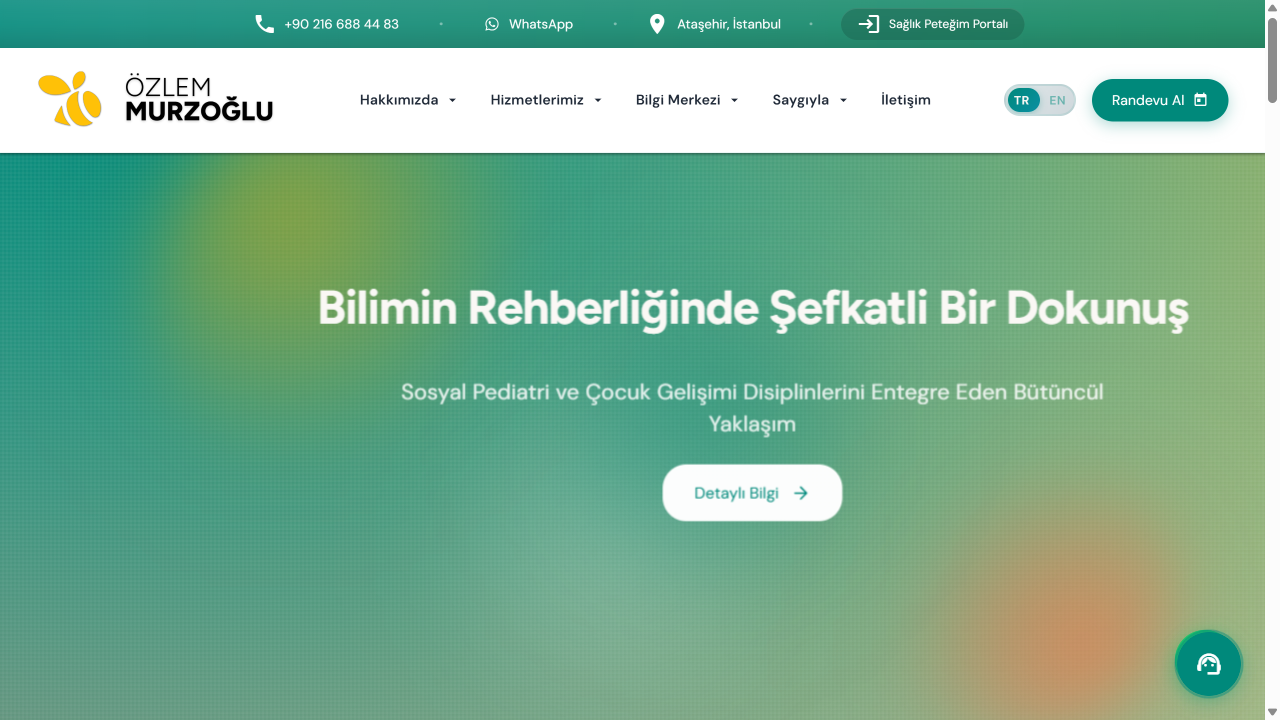 +90 216 688 44 83
WhatsApp
Ataşehir, İstanbul
Sağlık Peteğim Portalı
ÖZLEM
MURZOĞLU
Hakkımızda
Hizmetlerimiz
Bilgi Merkezi
Saygıyla
İletişim
TR
EN
Randevu Al
Bilimin Rehberliğinde Şefkatli Bir Dokunuş
Sosyal Pediatri ve Çocuk Gelişimi Disiplinlerini Entegre Eden Bütüncül
Yaklaşım
Detaylı Bilgi